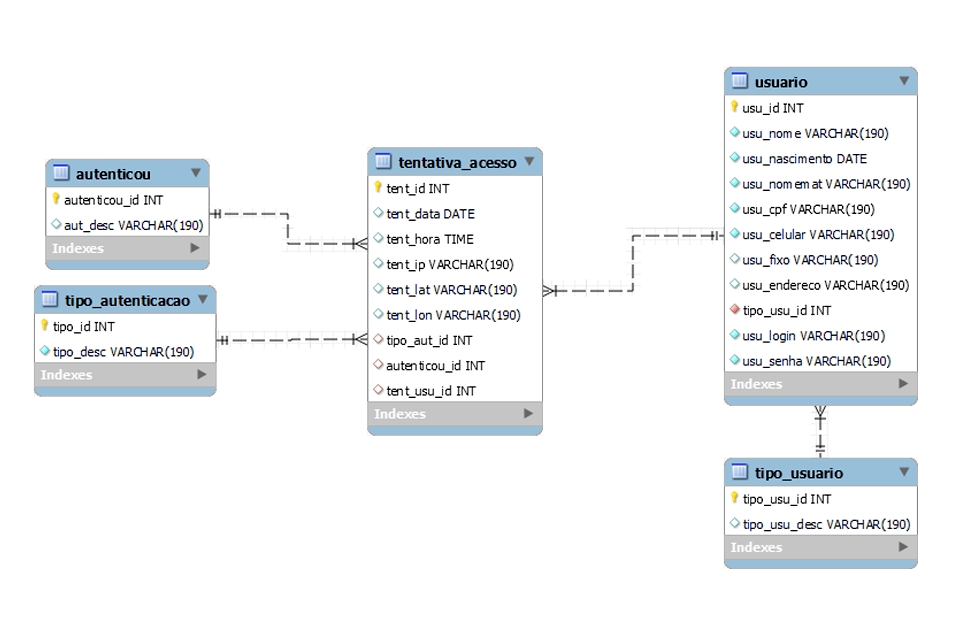 autenticou
autenticou_id INT
aut_desc VARCHAR(190)
Indexes
tipo_autenticacao
tipo_id INT
tipo_desc VARCHAR(190)
Indexes
tentativa_acesso
tent_id INT
tent_data DATE
tent_hora TIME
tent_ip VARCHAR(190)
tent_lat VARCHAR(190)
tent_lon VARCHAR(190)
tipo_aut_id INT
autenticou_id INT
tent_usu_id INT
Indexes
usuario
usu_id INT
usu_nome VARCHAR(190)
usu_nascimento DATE
usu_nomemat VARCHAR(190)
usu_cpf VARCHAR(190)
usu_celular VARCHAR(190)
usu_fixo VARCHAR(190)
usu_endereco VARCHAR(190)
tipo_usu_id INT
usu_login VARCHAR(190)
usu_senha VARCHAR(190)
Indexes
tipo_usuario
tipo_usu_id INT
tipo_usu_desc VARCHAR(190)
Indexes